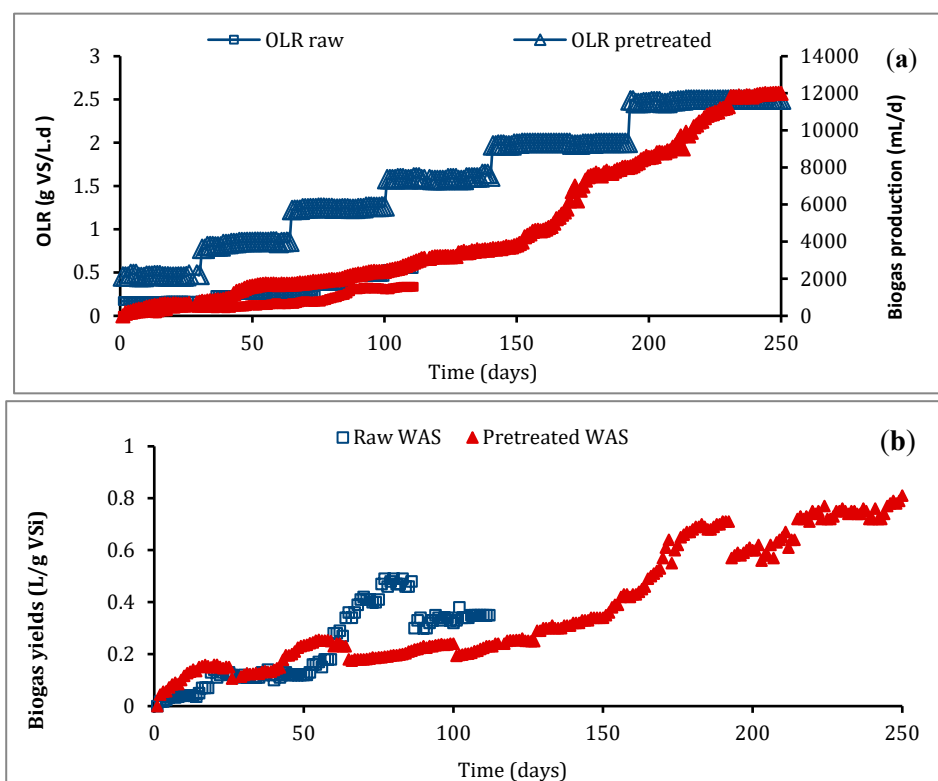 OLR raw
OLR pretreated
(a)
3
2.5
2
1.5
1
0.5
0
OLR (g VS/L.d)
14000
12000
10000
8000
6000
4000
2000
0
Biogas production (mL/d)
0 50 100 150 200 250
Time (days)
Raw WAS
Pretreated WAS
(b)
1
0.8
0.6
0.4
0.2
0
Biogas yields (L/g VSi)
0 50 100 150 200 250
Time (days)